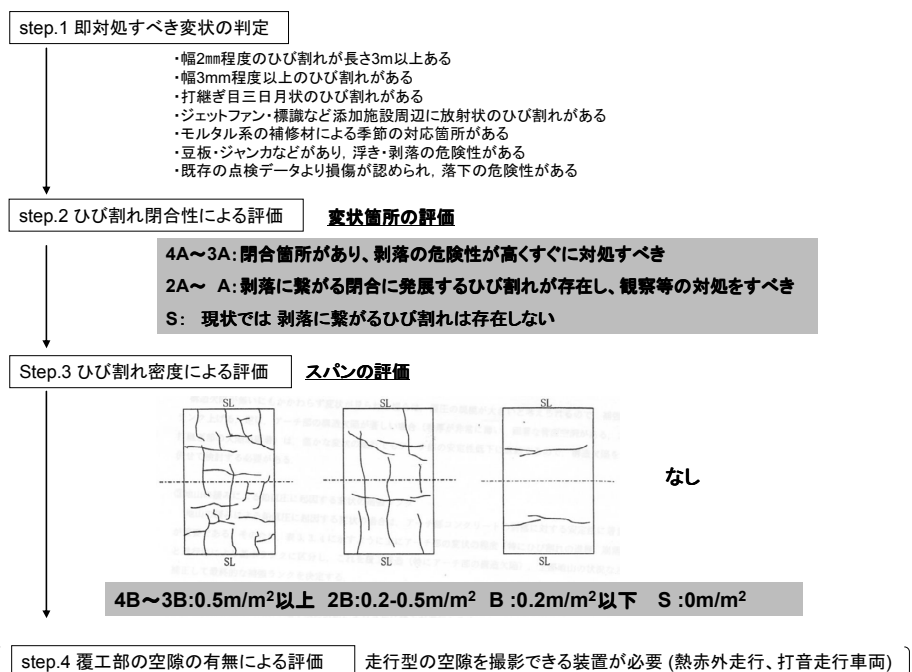 step.1 即対処すべき変状の判定
・幅2㎜程度のひび割れが長さ3m以上ある
・幅3mm程度以上のひび割れがある
・打継ぎ目三日月状のひび割れがある
・ジェットファン・標識など添加施設周辺に放射状のひび割れがある
・モルタル系の補修材による季節の対応箇所がある
・豆板・ジャンカなどがあり, 浮き・剥落の危険性がある
・既存の点検データより損傷が認められ, 落下の危険性がある
step.2 ひび割れ閉合性による評価 変状箇所の評価
4A～3A:閉合箇所があり、剥落の危険性が高くすぐに対処すべき
2A～ A:剥落に繋がる閉合に発展するひび割れが存在し、観察等の対処をすべき
S: 現状では 剥落に繋がるひび割れは存在しない
Step.3 ひび割れ密度による評価 スパンの評価
SL SL SL
なし
SL SL SL
4B～3B:0.5m/m²以上 2B:0.2-0.5m/m² B :0.2m/m²以下 S :0m/m²
step.4 覆工部の空隙の有無による評価 走行型の空隙を撮影できる装置が必要 (熱赤外走行、打音走行車両)